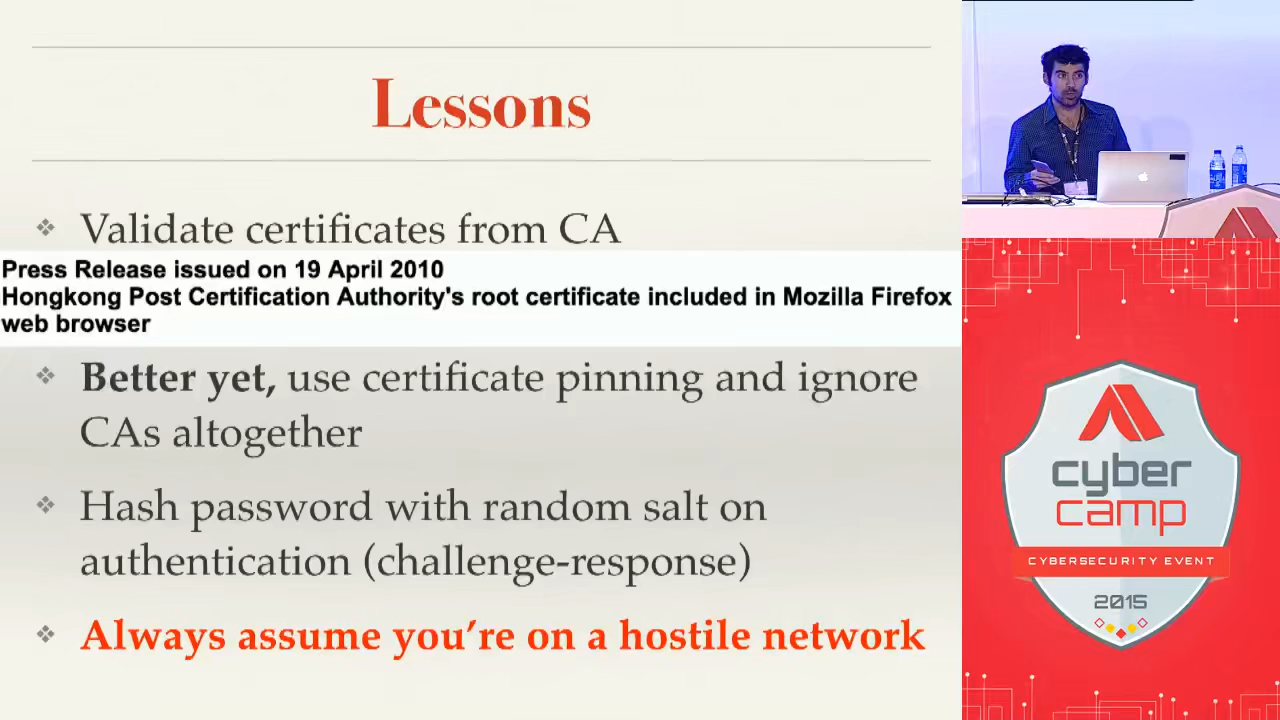 Lessons
Validate certificates from CA
Press Release issued on 19 April 2010
Hongkong Post Certification Authority's root certificate included in Mozilla Firefox
web browser
Better yet, use certificate pinning and ignore
CAs altogether
Hash password with random salt on
authentication (challenge-response)
Always assume you're on a hostile network
cyber
camp
CYBERSECURITY EVENT
2015